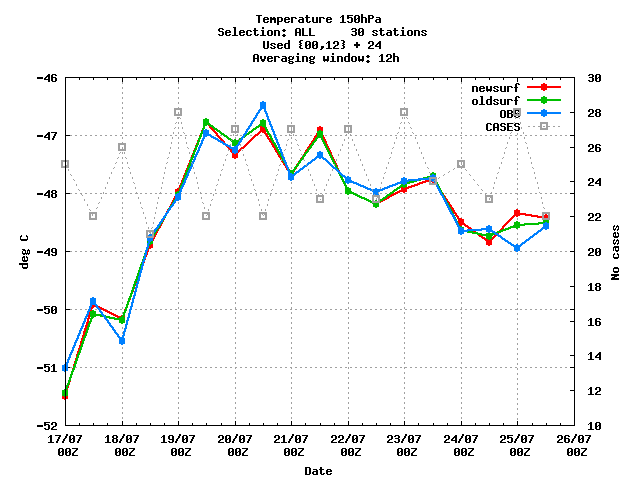 Temperature 150hPa
Selection: ALL     30 stations
Used {00,12} + 24
Averaging window: 12h
-46
-47
-48
-49
-50
-51
-52
deg C
30
28
26
24
22
20
18
16
14
12
10
No cases
newsurf
oldsurf
OBS
CASES
17/07 18/07 19/07 20/07 21/07 22/07 23/07 24/07 25/07 26/07
00Z 00Z 00Z 00Z 00Z 00Z 00Z 00Z 00Z 00Z
Date